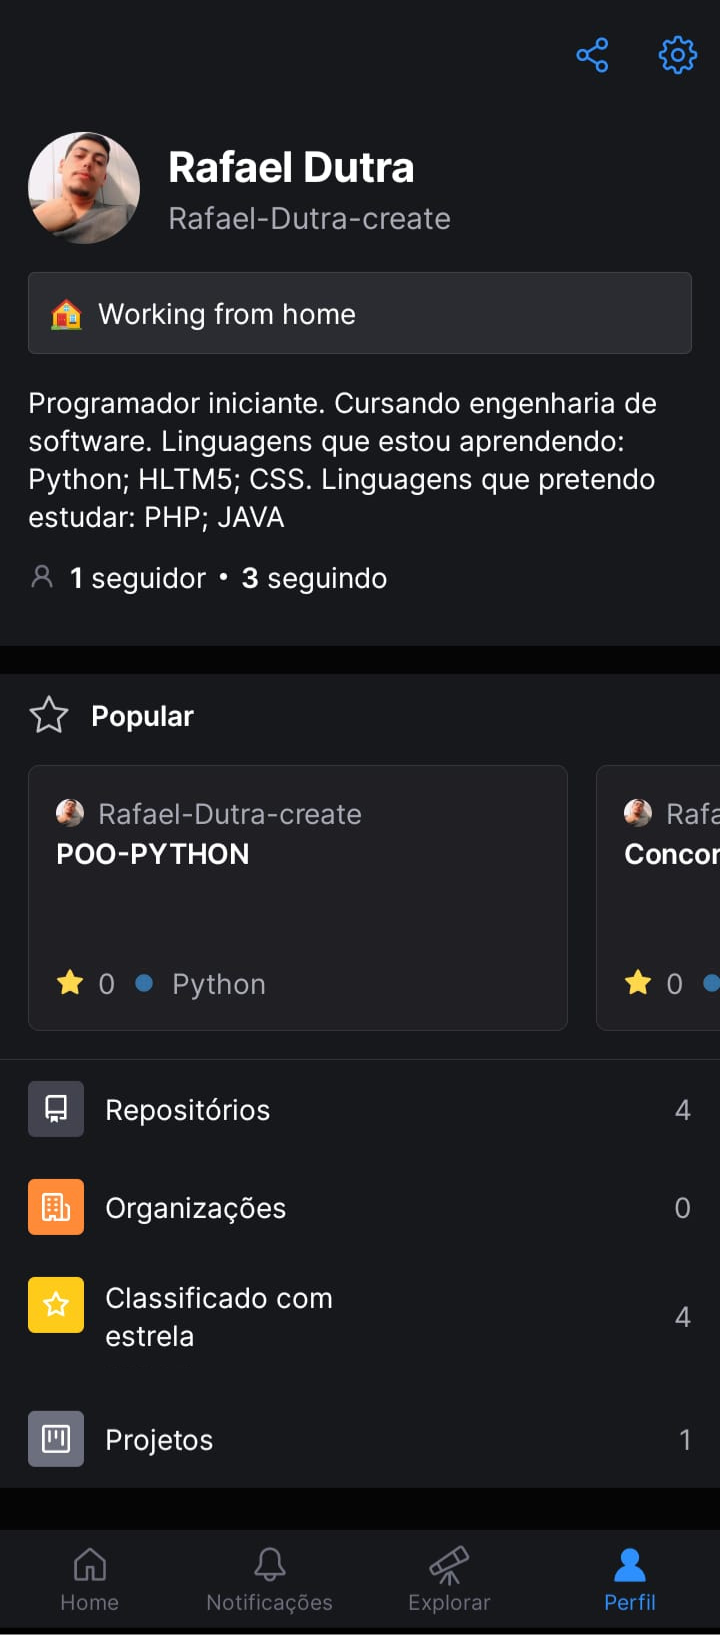 Rafael Dutra
Rafael-Dutra-create
Working from home
Programador iniciante. Cursando engenharia de
software. Linguagens que estou aprendendo:
Python; HLTM5; CSS. Linguagens que pretendo
estudar: PHP; JAVA
1 seguidor • 3 seguindo
Popular
Rafael-Dutra-create
POO-PYTHON
0 Python
Rafa
Concor
0
Repositórios 4
Organizações 0
Classificado com
estrela 4
Projetos 1
Home Notificações Explorar Perfil